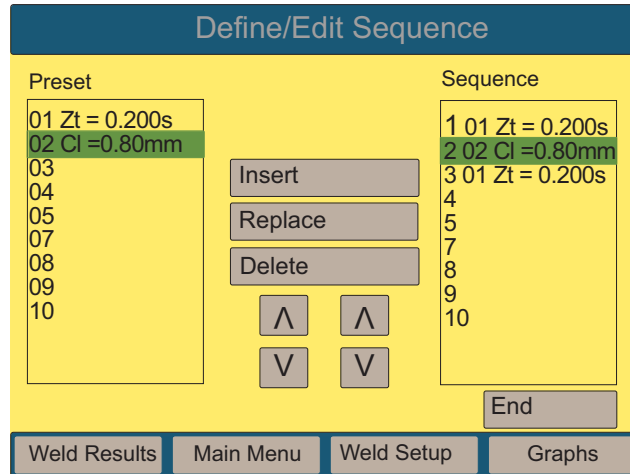 Define/Edit Sequence
Preset
01 Zt = 0.200s
02 Cl =0.80mm
03
04
05
07
08
09
10
Insert
Replace
Delete
Λ Λ
V V
Sequence
1 01 Zt = 0.200s
2 02 Cl =0.80mm
3 01 Zt = 0.200s
4
5
7
8
9
10
End
Weld Results Main Menu Weld Setup Graphs